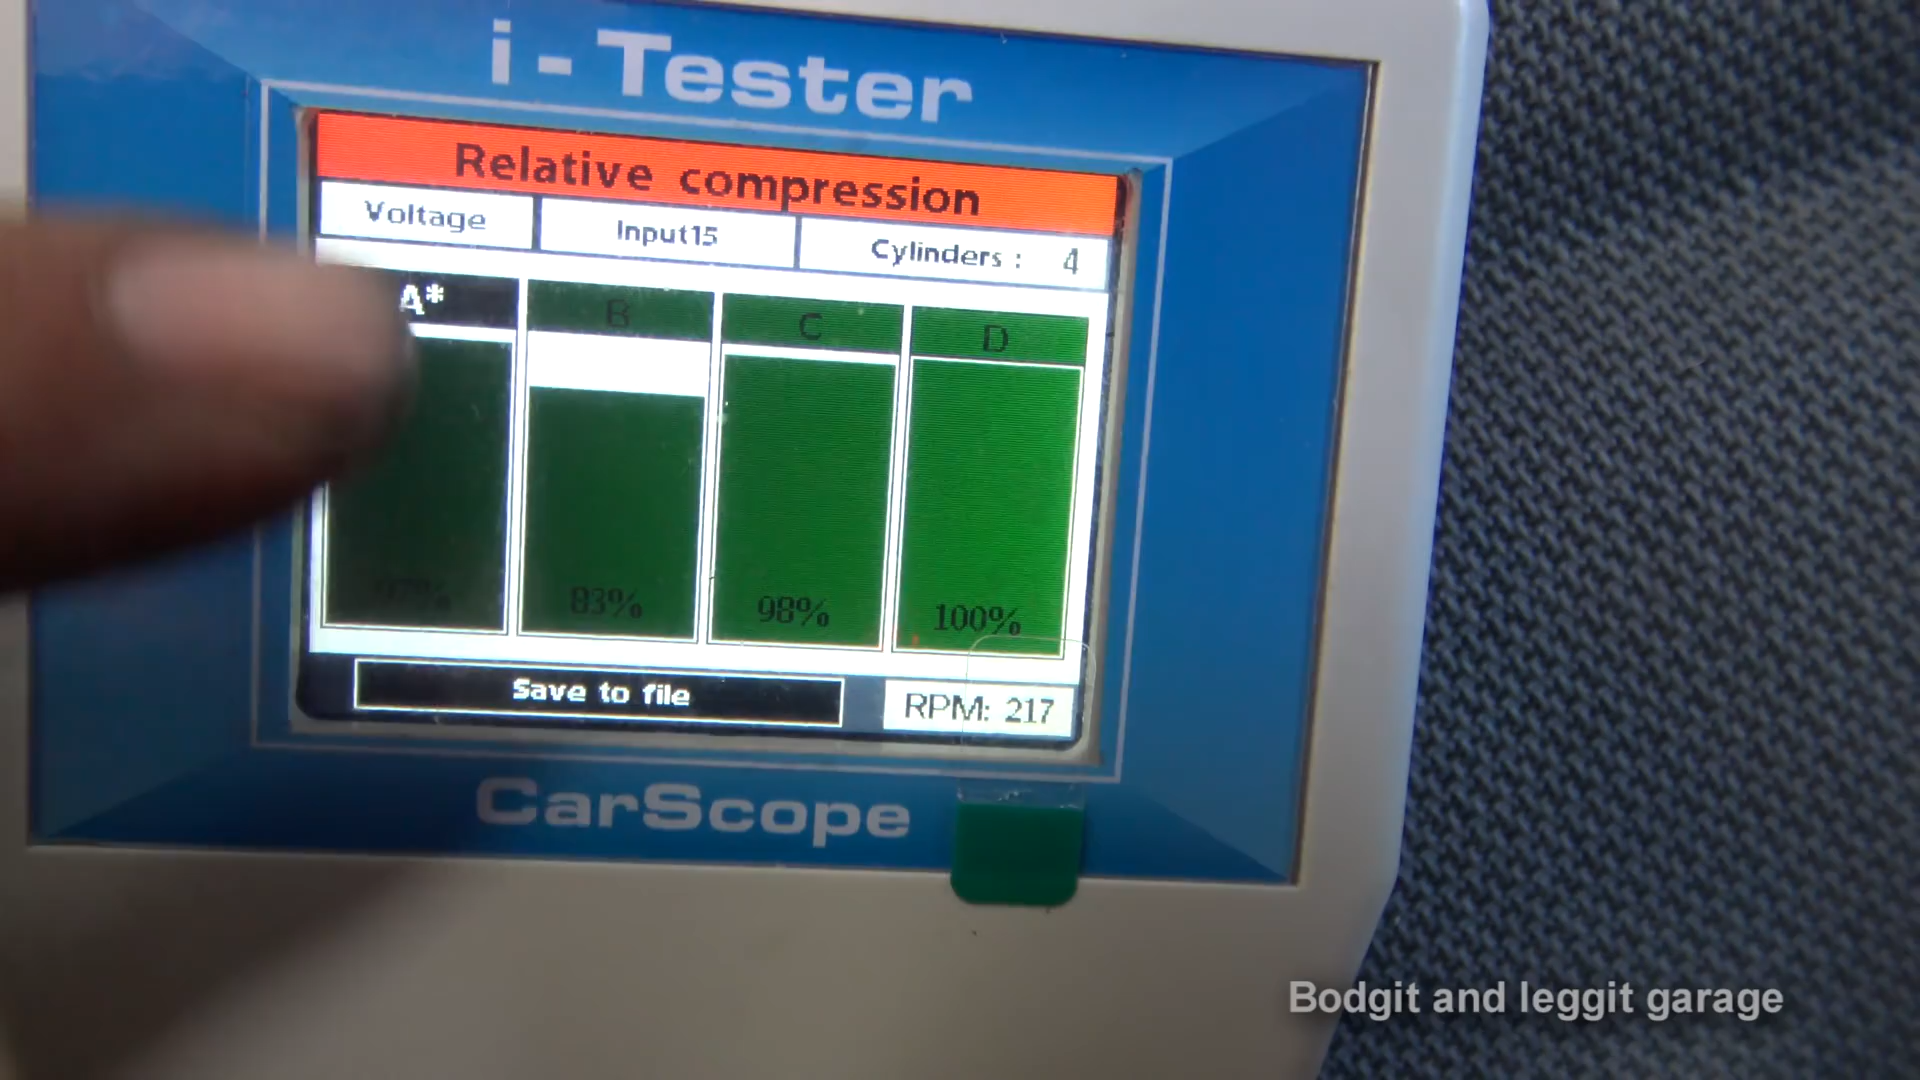 i-Tester
Relative compression
Voltage
Input15
Cylinders : 4
A*
B
C
D
83%
98%
100%
Save to file
RPM: 217
CarScope
Bodgit and leggit garage